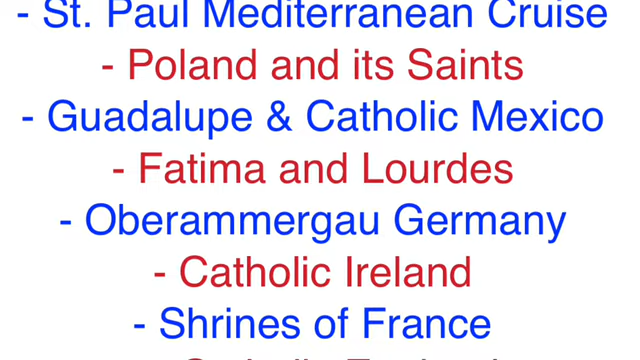 - St. Paul Mediterranean Cruise
- Poland and its Saints
- Guadalupe & Catholic Mexico
- Fatima and Lourdes
- Oberammergau Germany
- Catholic Ireland
- Shrines of France